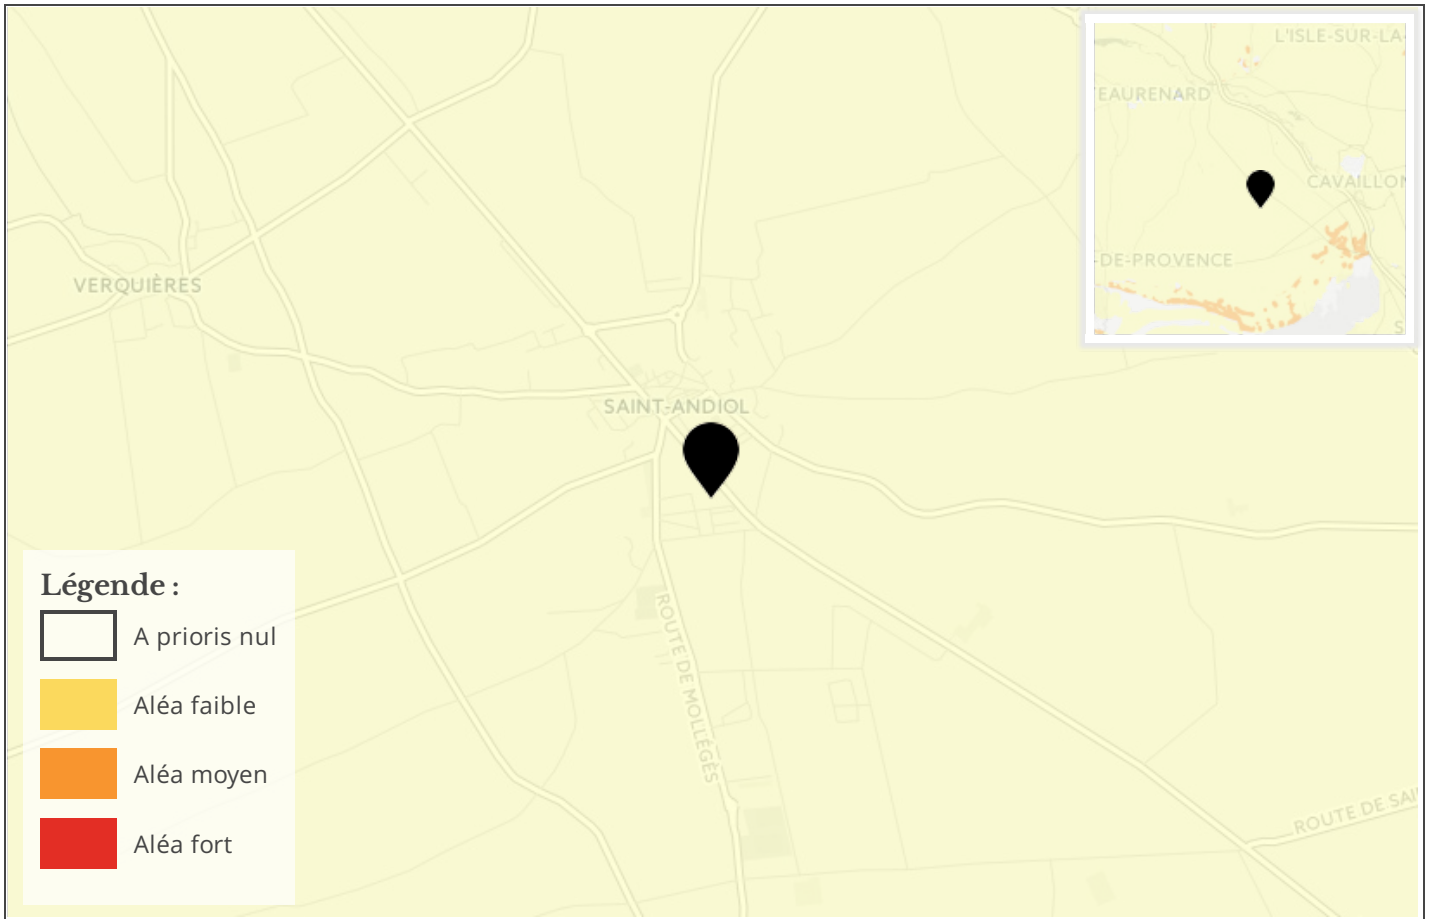 L'ISLE-SUR-LA-
TEAURENARD
CAVAILLON
-DE-PROVENCE
S
VERQUIÈRES
SAINT-ANDIOL
ROUTE DE MOLLÉGÈS
ROUTE DE SAI
Légende :
A prioris nul
Aléa faible
Aléa moyen
Aléa fort